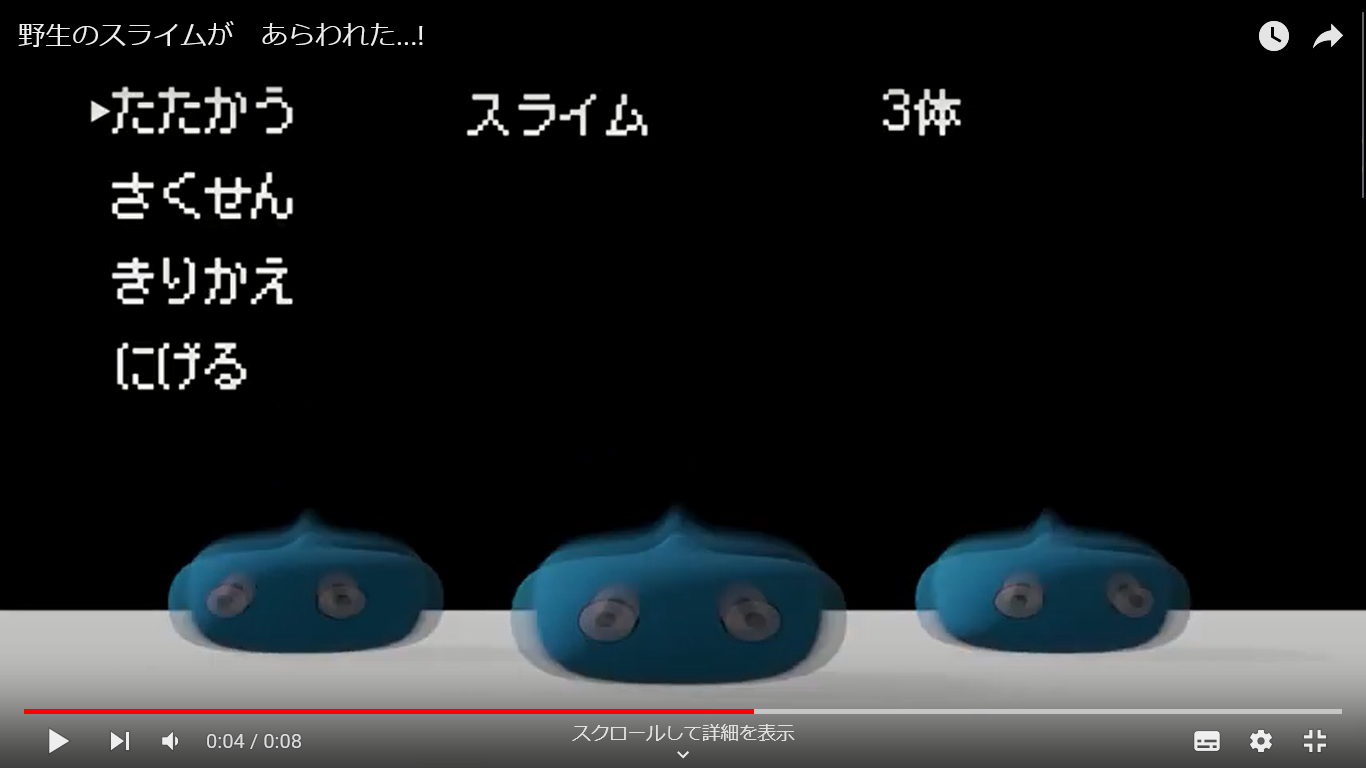 野生のスライムが　あらわれた...!
▶たたかう　スライム　3体
さくせん
きりかえ
にげる
0:04 / 0:08
スクロールして詳細を表示